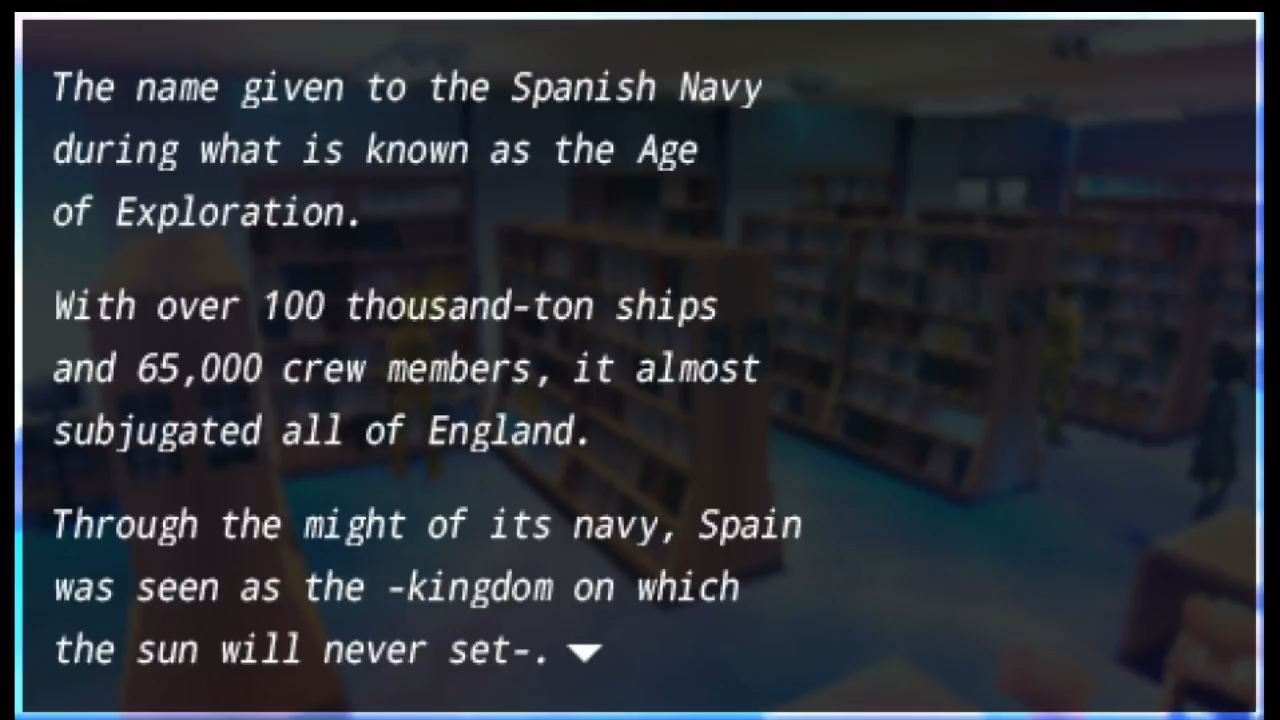 The name given to the Spanish Navy
during what is known as the Age
of Exploration.
With over 100 thousand-ton ships
and 65,000 crew members, it almost
subjugated all of England.
Through the might of its navy, Spain
was seen as the -kingdom on which
the sun will never set-.